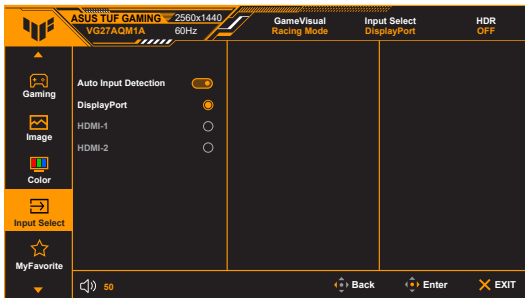 ASUS TUF GAMING 2560x1440
VG27AQM1A 60Hz
GameVisual
Racing Mode
Input Select
DisplayPort
HDR
OFF
Gaming
Image
Color
Input Select
MyFavorite
Auto Input Detection
DisplayPort
HDMI-1
HDMI-2
50
Back
Enter
EXIT